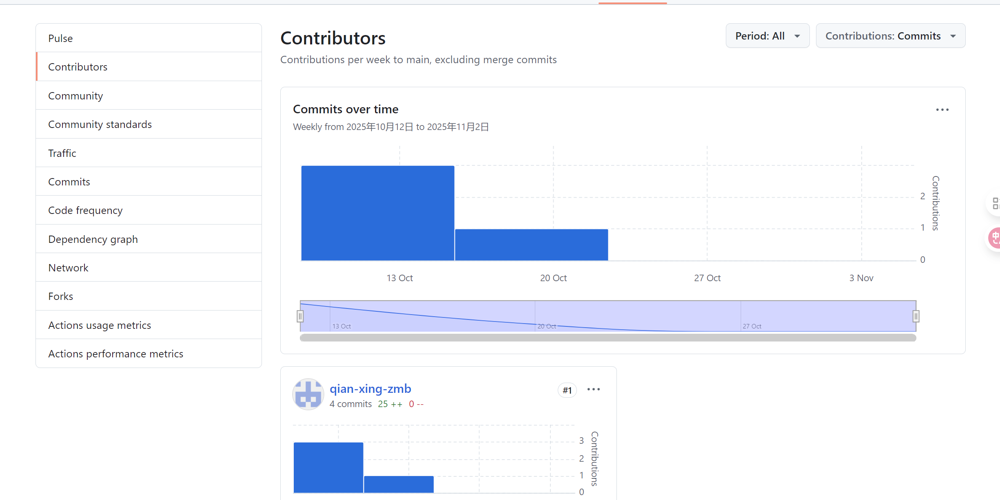 Pulse
Contributors
Community
Community standards
Traffic
Commits
Code frequency
Dependency graph
Network
Forks
Actions usage metrics
Actions performance metrics
Contributors
Period: All
Contributions: Commits
Contributions per week to main, excluding merge commits
Commits over time
Weekly from 2025年10月12日 to 2025年11月2日
2
1
0
Contributions
13 Oct
20 Oct
27 Oct
3 Nov
13 Oct
20 Oct
27 Oct
qian-xing-zmb
#1
4 commits 25 ++ 0 --
3
2
1
0
Contributions